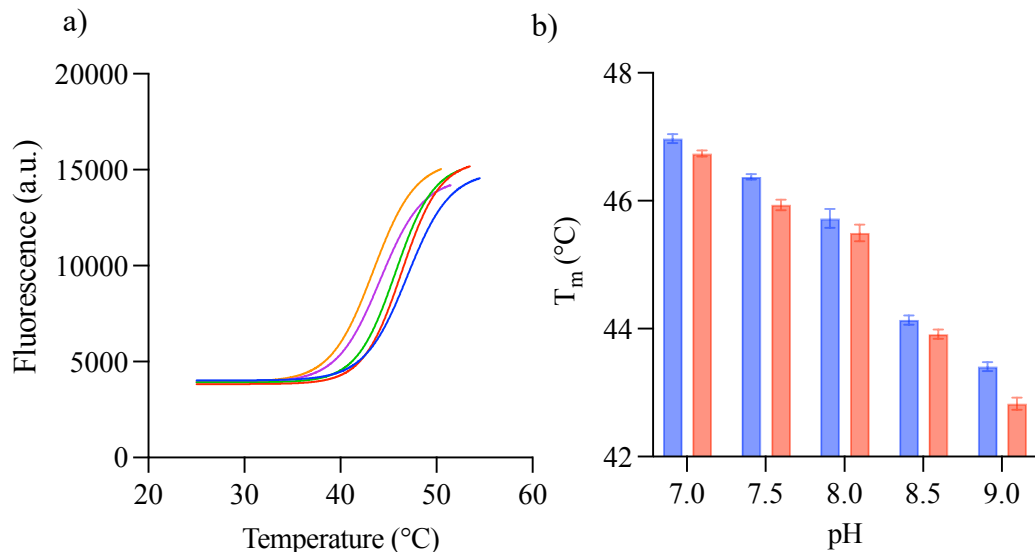 a)
20000
15000
10000
5000
0
Fluorescence (a.u.)
20 30 40 50 60
Temperature (°C)
b)
48
46
44
42
Tm (°C)
7.0 7.5 8.0 8.5 9.0
pH